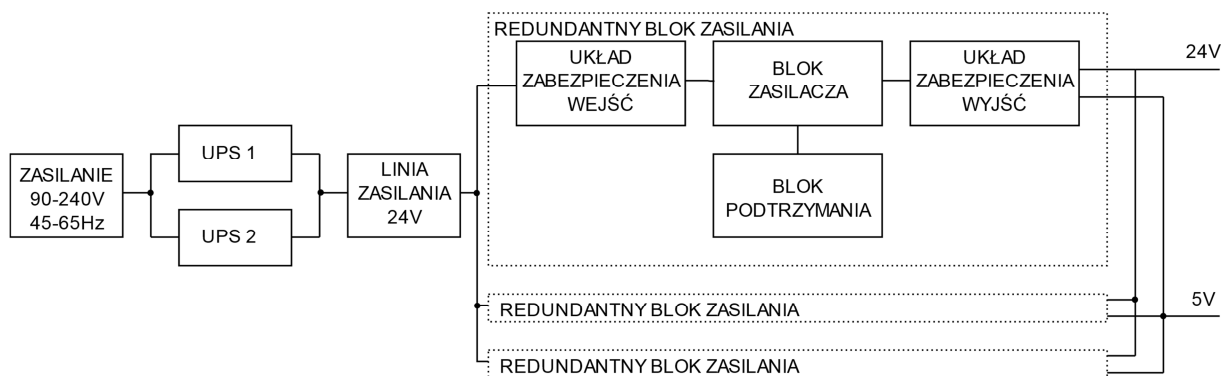 REDUNDANTNY BLOK ZASILANIA
UKŁAD
ZABEZPIECZENIA
WEJŚĆ
BLOK
ZASILACZA
UKŁAD
ZABEZPIECZENIA
WYJŚĆ
24V
ZASILANIE
90-240V
45-65Hz
UPS 1
UPS 2
LINIA
ZASILANIA
24V
BLOK
PODTRZYMANIA
REDUNDANTNY BLOK ZASILANIA
5V
REDUNDANTNY BLOK ZASILANIA